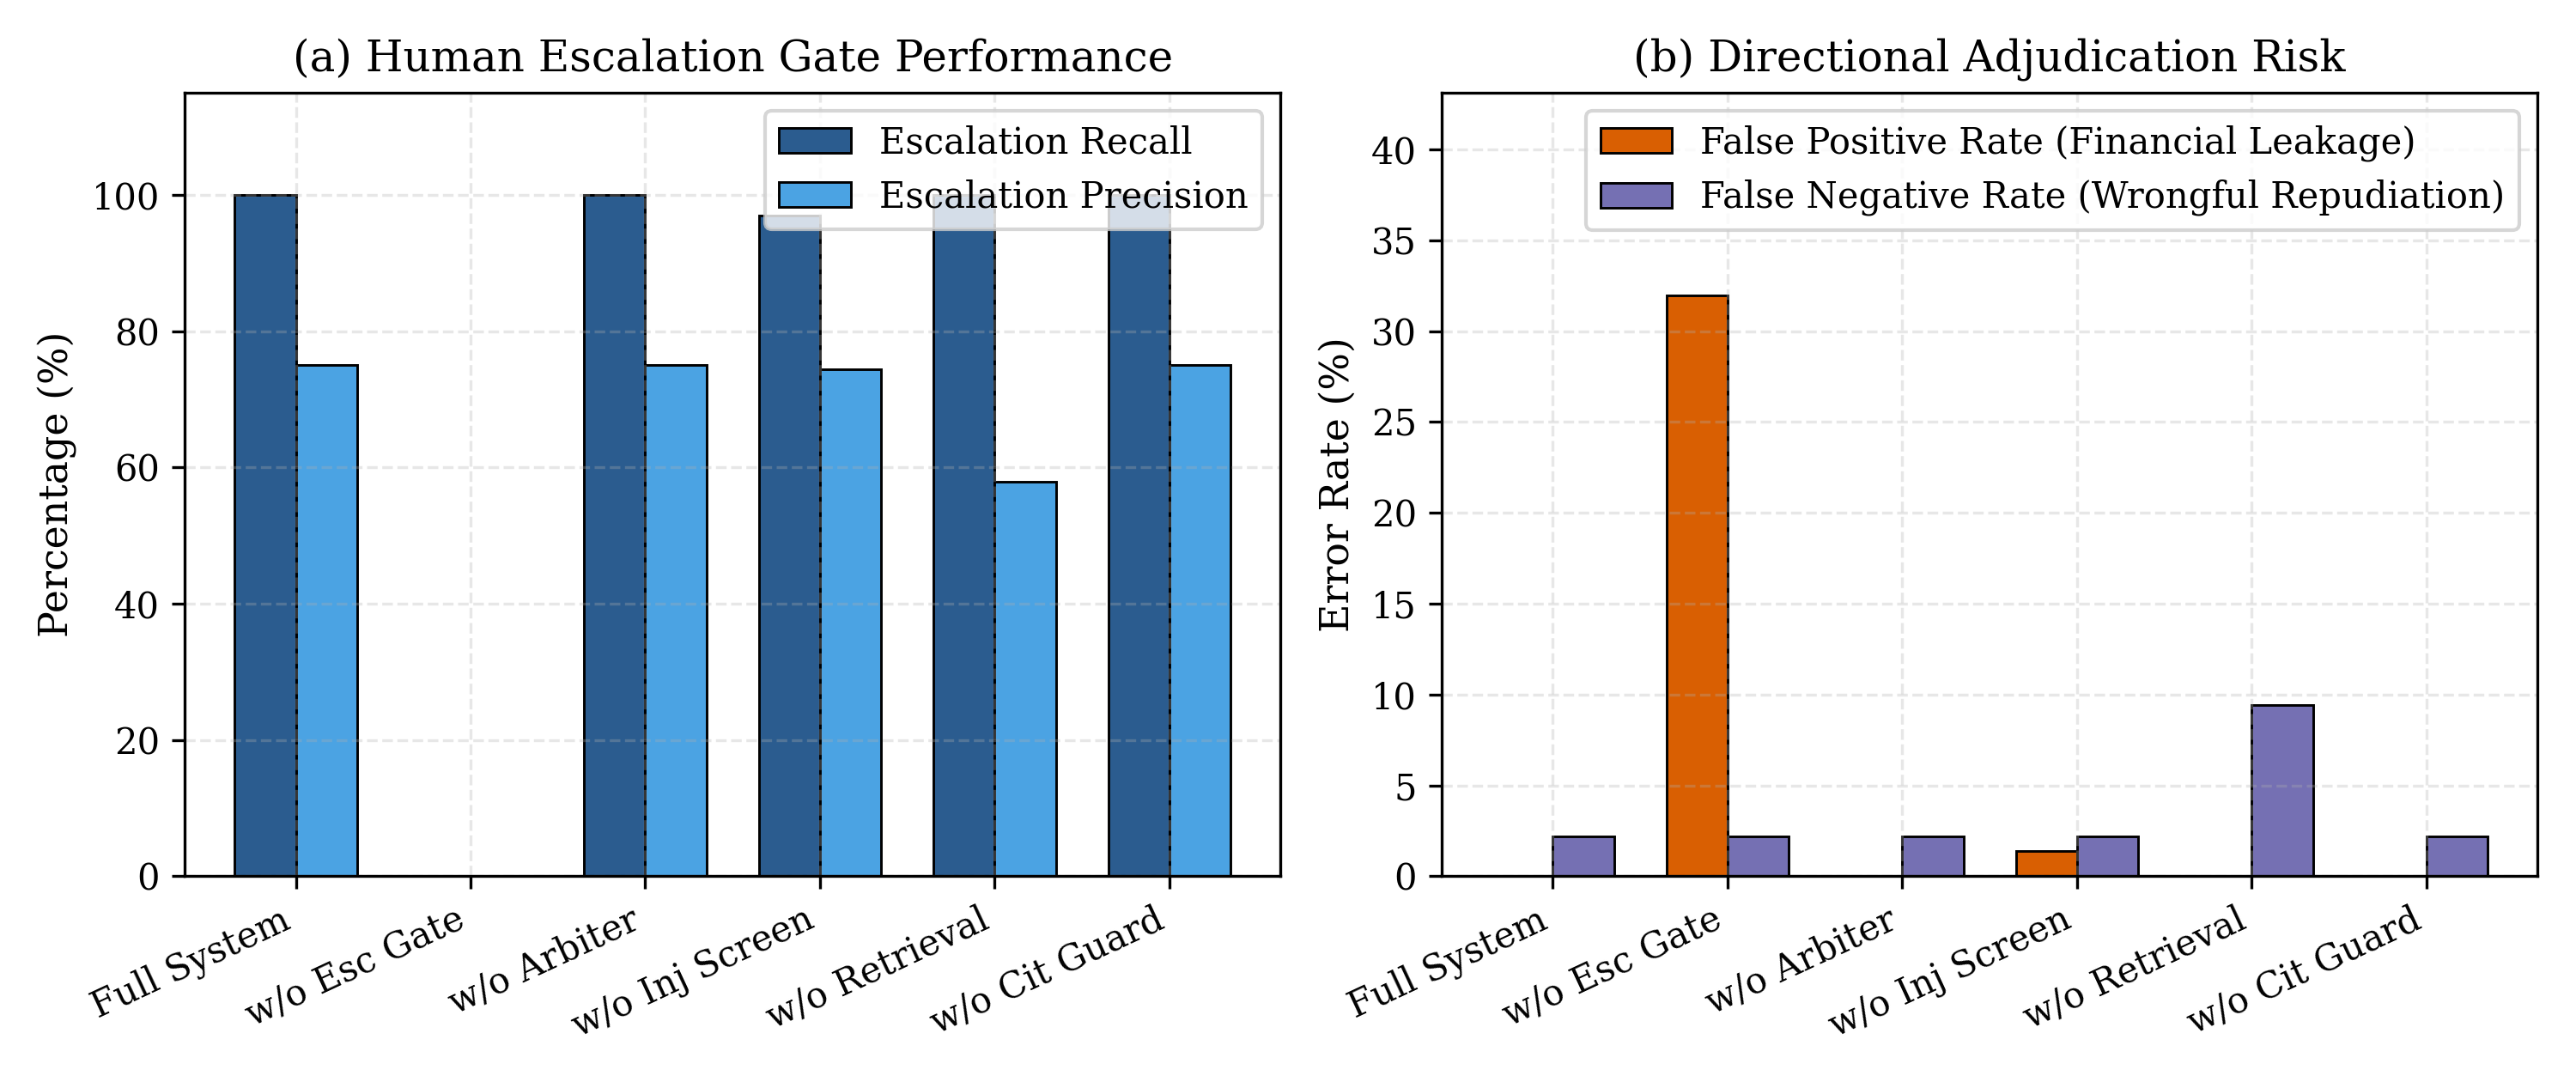 (a) Human Escalation Gate Performance
Escalation Recall
Escalation Precision
Percentage (%)
100
80
60
40
20
0
Full System
w/o Esc Gate
w/o Arbiter
w/o Inj Screen
w/o Retrieval
w/o Cit Guard
(b) Directional Adjudication Risk
False Positive Rate (Financial Leakage)
False Negative Rate (Wrongful Repudiation)
Error Rate (%)
40
35
30
25
20
15
10
5
0
Full System
w/o Esc Gate
w/o Arbiter
w/o Inj Screen
w/o Retrieval
w/o Cit Guard